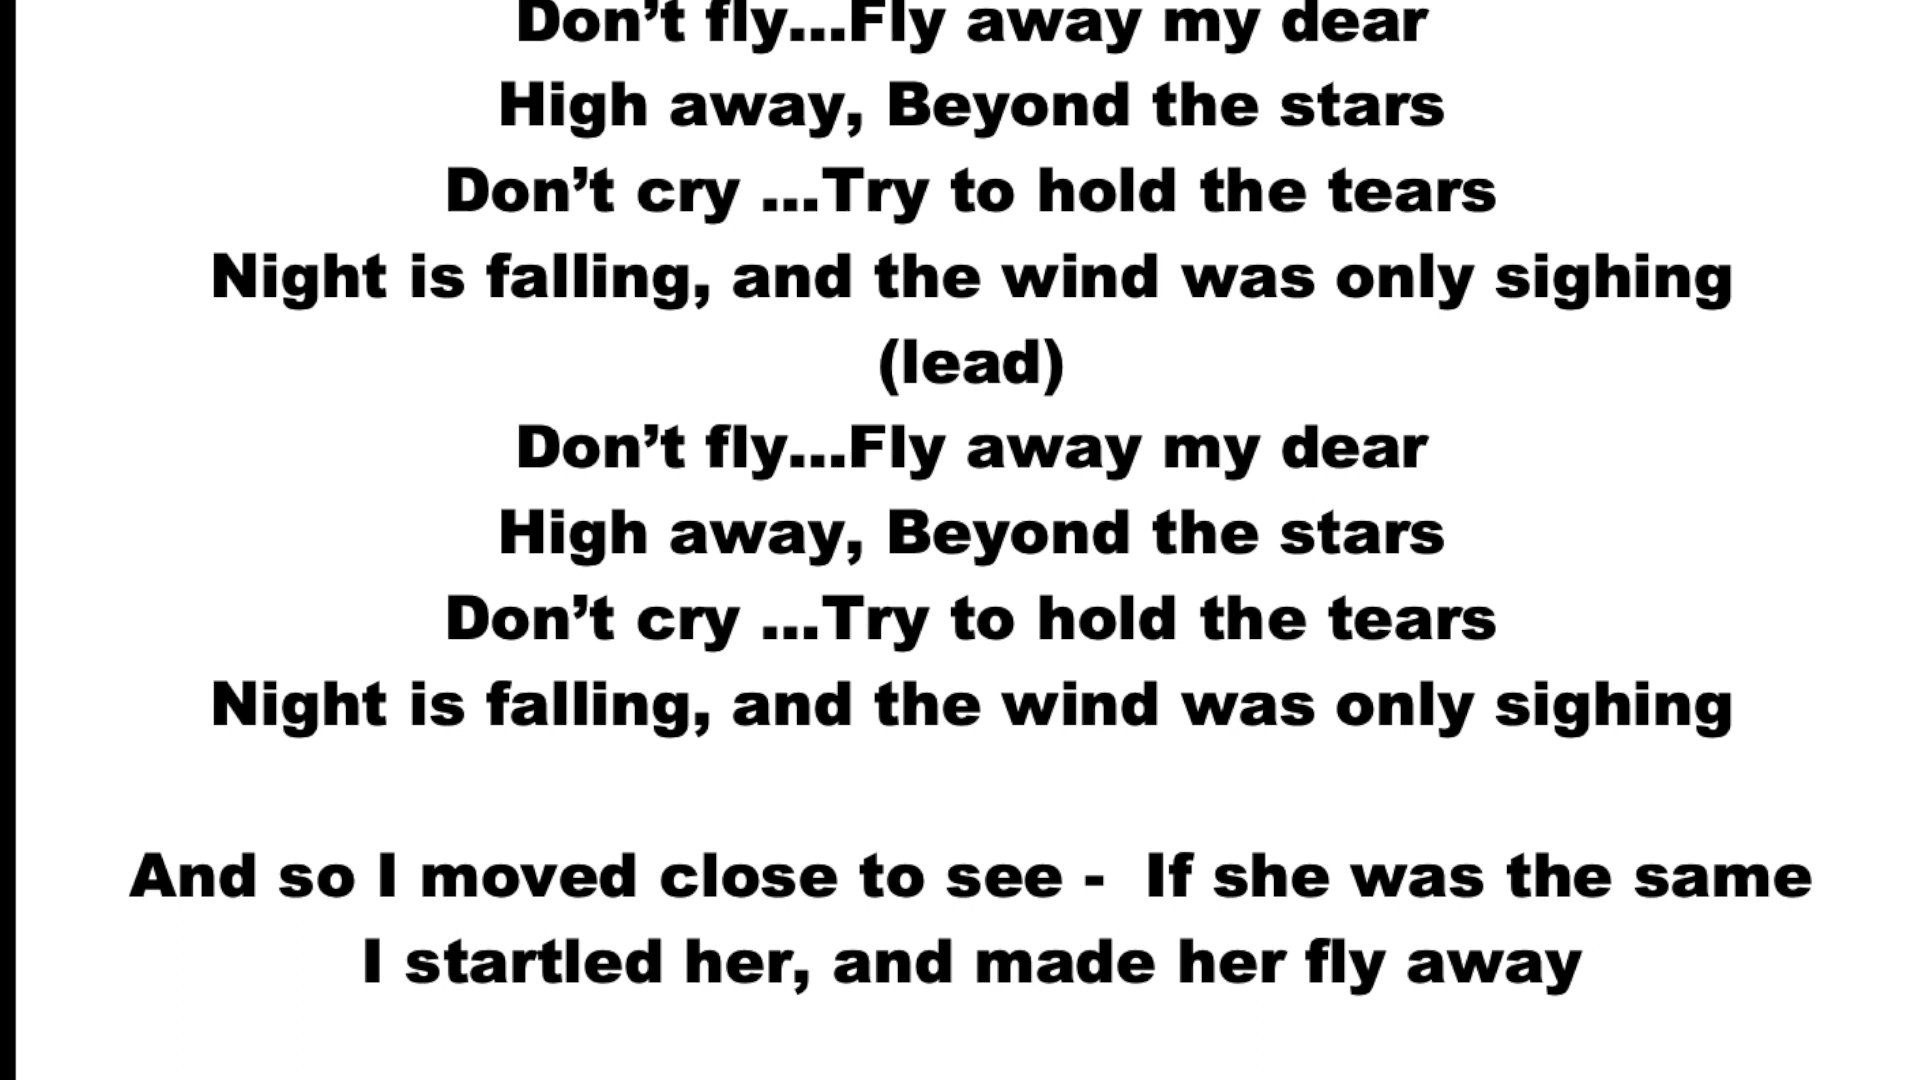 Don’t fly...Fly away my dear
High away, Beyond the stars
Don’t cry ...Try to hold the tears
Night is falling, and the wind was only sighing
(lead)
Don’t fly...Fly away my dear
High away, Beyond the stars
Don’t cry ...Try to hold the tears
Night is falling, and the wind was only sighing
And so I moved close to see -  If she was the same
I startled her, and made her fly away